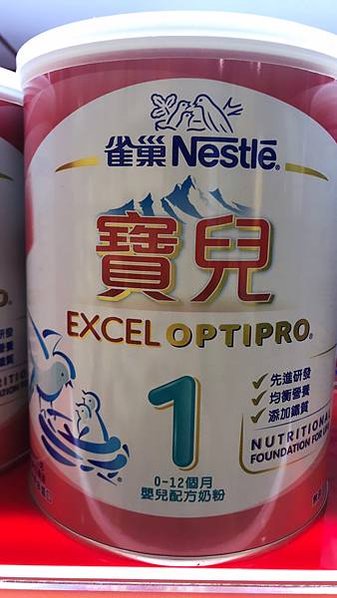 雀巢 Nestlé®
寶兒
EXCEL OPTIPRO®
1
先進研發
均衡營養
添加鐵質
NUTRITIONAL
FOUNDATION FOR
0-12個月
嬰兒配方奶粉